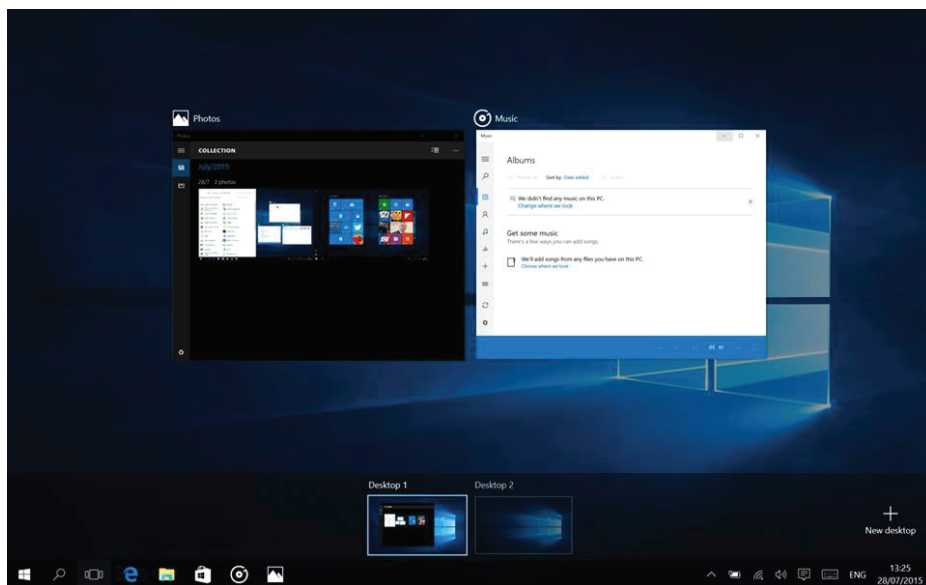 Photos
Music
Photos
COLLECTION
July/2015
28/7 2 photos
Music
Albums
Sort by: Date added
We didn't find any music on this PC.
Change where we look
Get some music
There's a few ways you can add songs.
We'll add songs from any files you have on this PC.
Choose where we look
Desktop 1
Desktop 2
New desktop
ENG
13:25
28/07/2015